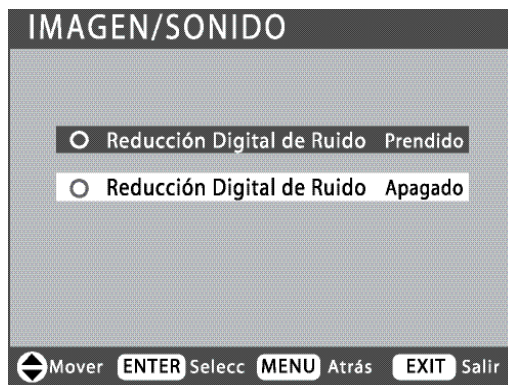 IMAGEN/SONIDO
Reducción Digital de Ruido Prendido
Reducción Digital de Ruido Apagado
Mover ENTER Selecc MENU Atrás EXIT Salir